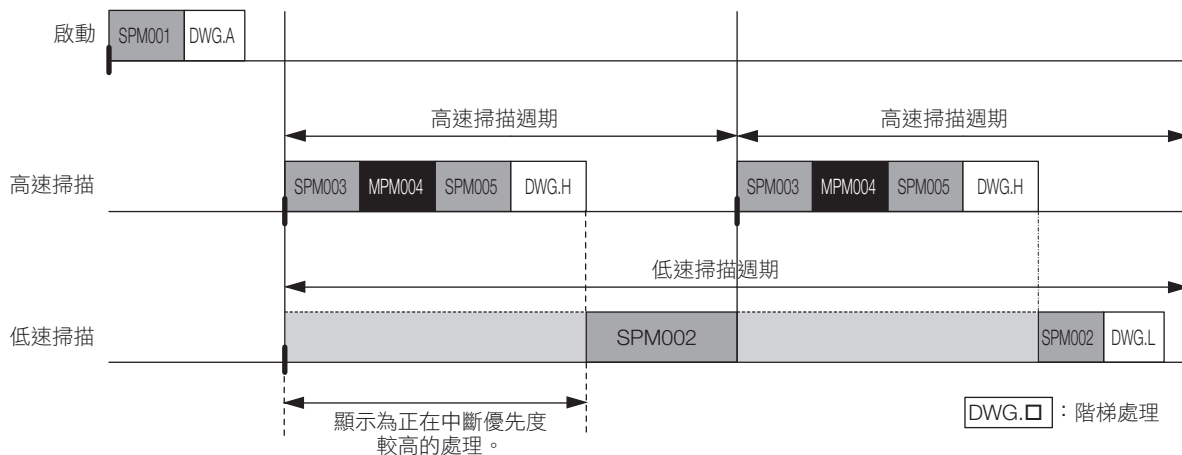 啟動
SPM001 DWG.A
高速掃描週期 高速掃描週期
高速掃描
SPM003 MPM004 SPM005 DWG.H SPM003 MPM004 SPM005 DWG.H
低速掃描週期
低速掃描
SPM002 SPM002 DWG.L
顯示為正在中斷優先度
較高的處理。
DWG.□：階梯處理